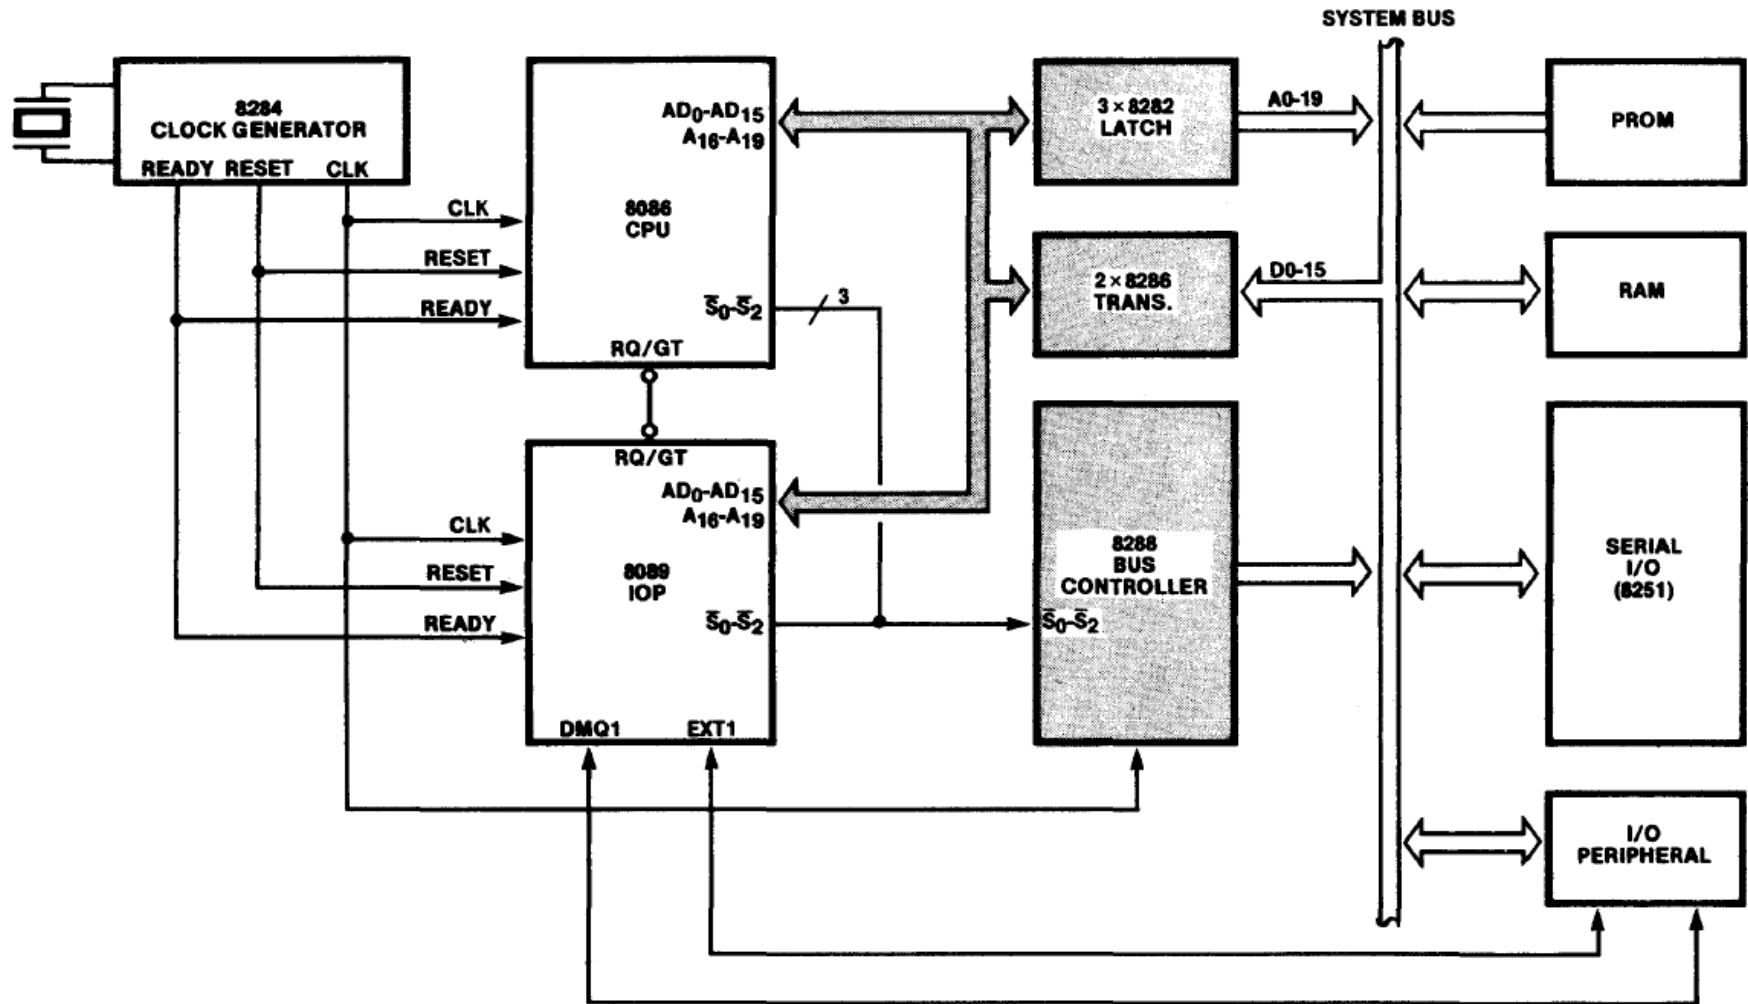 SYSTEM BUS
8284
CLOCK GENERATOR
READY RESET CLK
CLK
RESET
READY
AD₀-AD₁₅
A₁₆-A₁₉
8086
CPU
S̅₀-S̅₂
3
RQ/GT
RQ/GT
AD₀-AD₁₅
A₁₆-A₁₉
CLK
RESET
READY
8089
IOP
S̅₀-S̅₂
DMQ1 EXT1
3 × 8282
LATCH
A0-19
2 × 8286
TRANS.
D0-15
8288
BUS
CONTROLLER
S̅₀-S̅₂
PROM
RAM
SERIAL
I/O
(8251)
I/O
PERIPHERAL